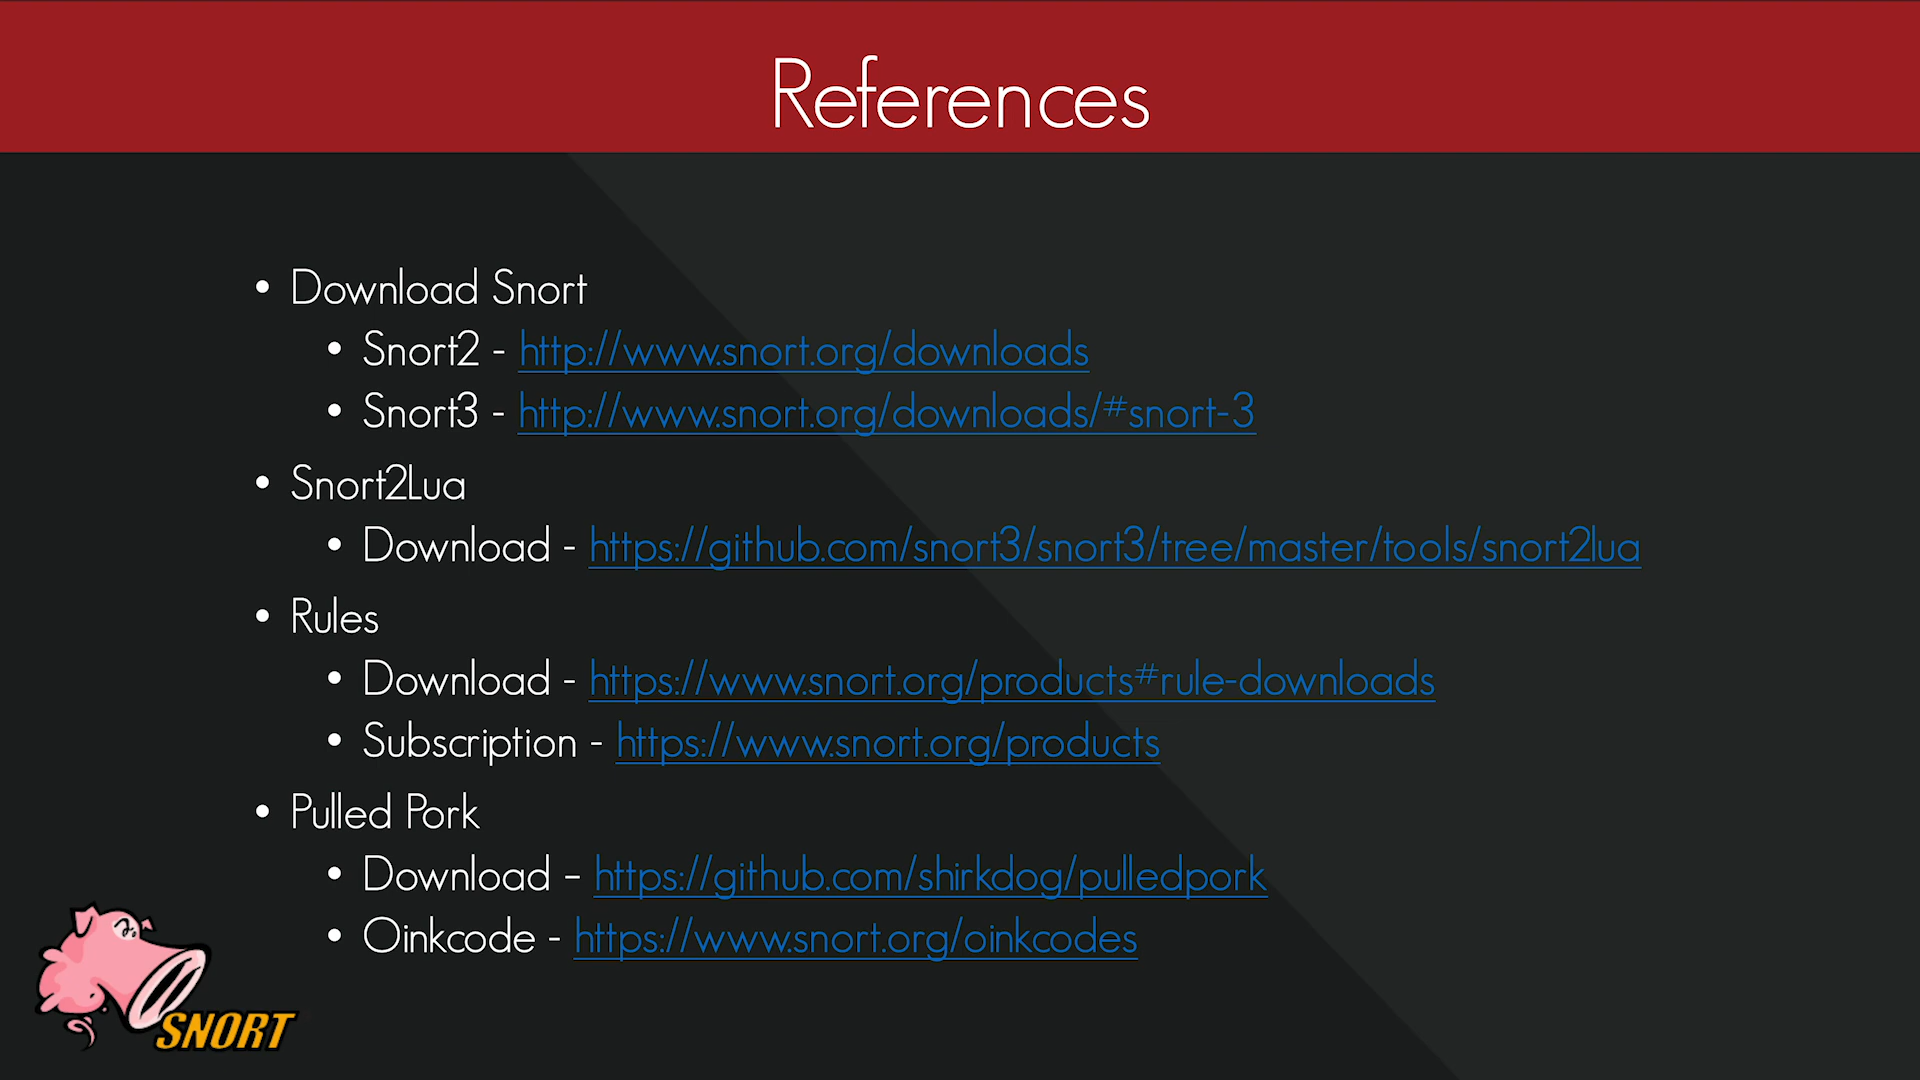 References
• Download Snort
• Snort2 - http://www.snort.org/downloads
• Snort3 - http://www.snort.org/downloads/#snort-3
• Snort2Lua
• Download - https://github.com/snort3/snort3/tree/master/tools/snort2lua
• Rules
• Download - https://www.snort.org/products#rule-downloads
• Subscription - https://www.snort.org/products
• Pulled Pork
• Download – https://github.com/shirkdog/pulledpork
• Oinkcode - https://www.snort.org/oinkcodes
SNORT